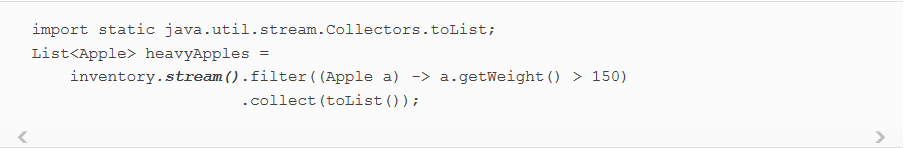 import static java.util.stream.Collectors.toList;
List<Apple> heavyApples =
    inventory.stream().filter((Apple a) -> a.getWeight() > 150)
                     .collect(toList());